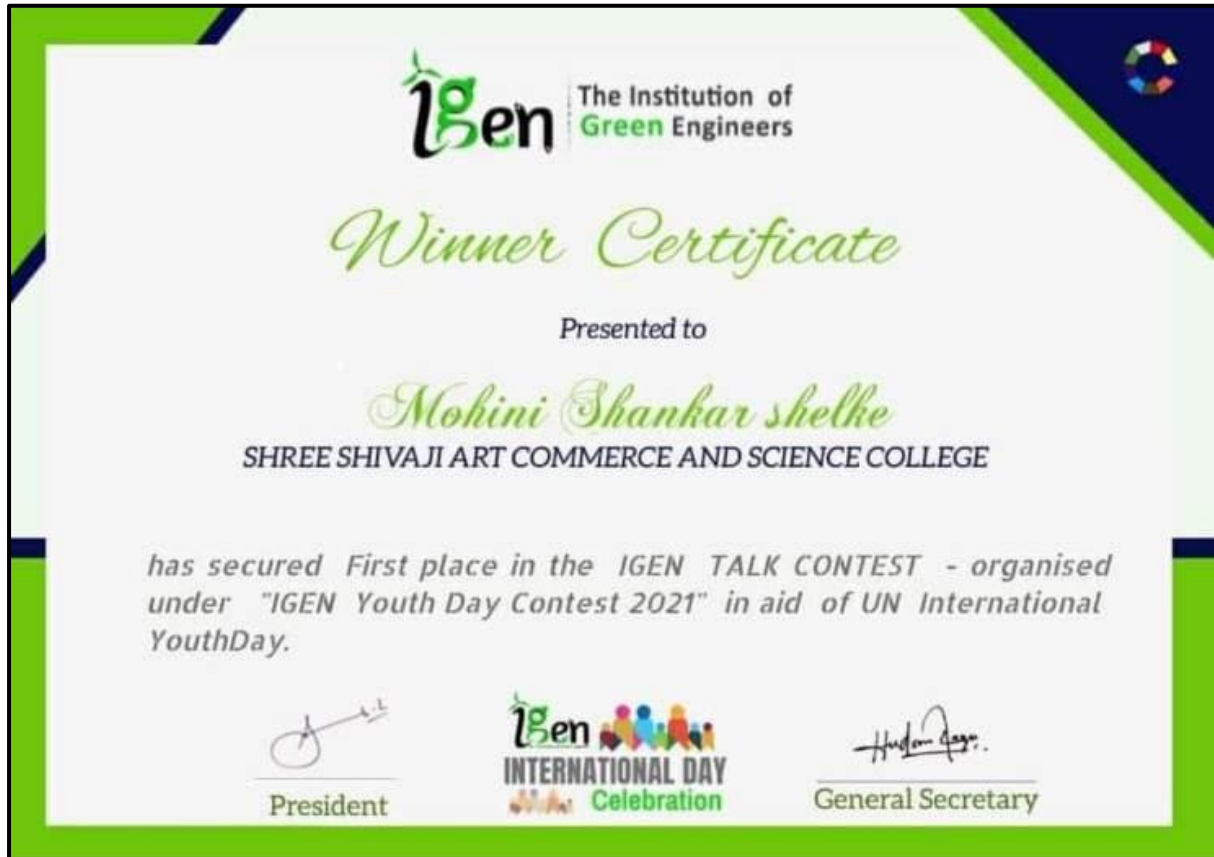 igen
The Institution of
Green Engineers
Winner Certificate
Presented to
Mohini Shankar shelke
SHREE SHIVAJI ART COMMERCE AND SCIENCE COLLEGE
has secured First place in the IGEN TALK CONTEST - organised
under "IGEN Youth Day Contest 2021" in aid of UN International
YouthDay.
igen
INTERNATIONAL DAY
Celebration
President
General Secretary